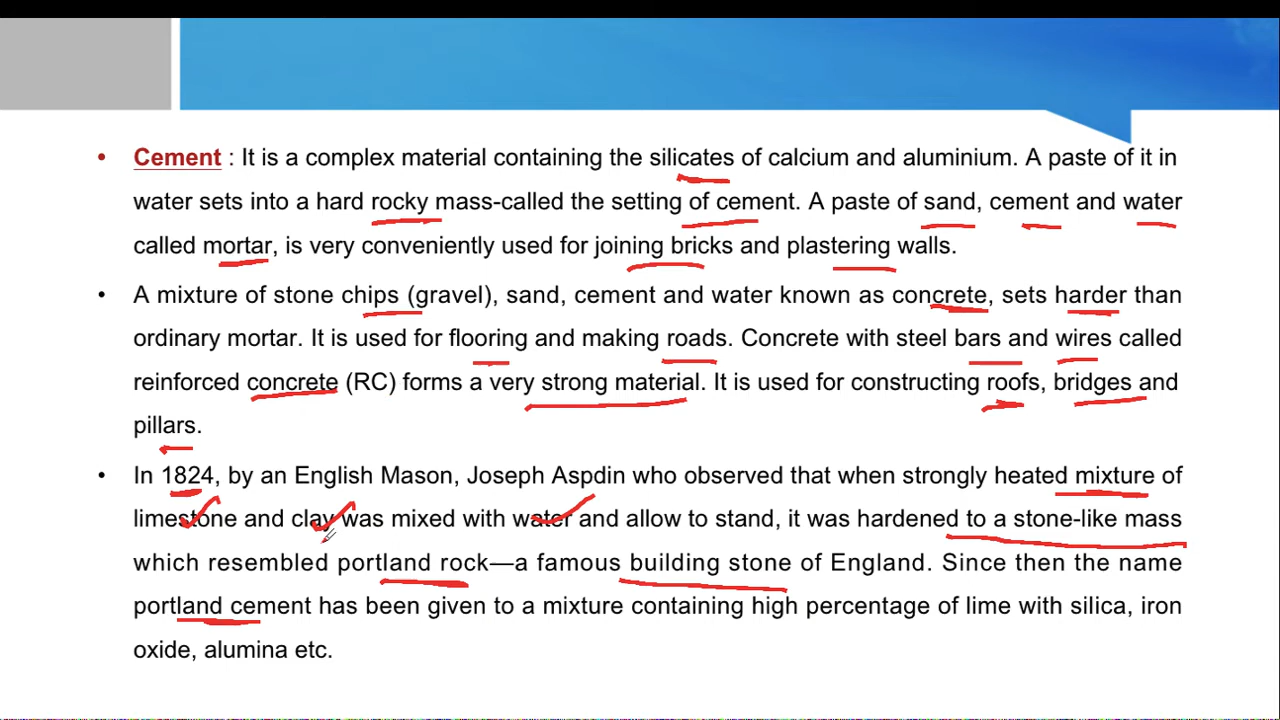 • Cement : It is a complex material containing the silicates of calcium and aluminium. A paste of it in
water sets into a hard rocky mass-called the setting of cement. A paste of sand, cement and water
called mortar, is very conveniently used for joining bricks and plastering walls.
• A mixture of stone chips (gravel), sand, cement and water known as concrete, sets harder than
ordinary mortar. It is used for flooring and making roads. Concrete with steel bars and wires called
reinforced concrete (RC) forms a very strong material. It is used for constructing roofs, bridges and
pillars.
• In 1824, by an English Mason, Joseph Aspdin who observed that when strongly heated mixture of
limestone and clay was mixed with water and allow to stand, it was hardened to a stone-like mass
which resembled portland rock—a famous building stone of England. Since then the name
portland cement has been given to a mixture containing high percentage of lime with silica, iron
oxide, alumina etc.